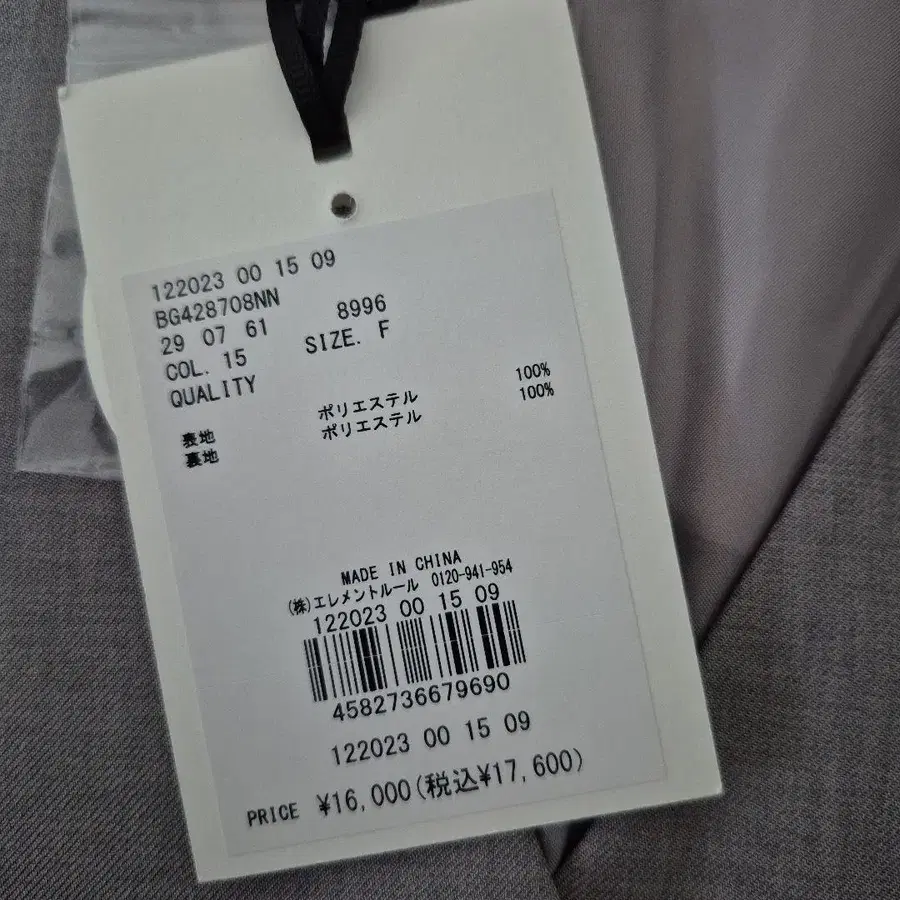 122023 00 15 09
BG428708NN
29 07 61 8996
COL. 15 SIZE. F
QUALITY
表地 ポリエステル 100%
裏地 ポリエステル 100%
MADE IN CHINA
(株)エレメントルール 0120-941-954
122023 00 15 09
4582736679690
122023 00 15 09
PRICE ¥16,000(税込¥17,600)